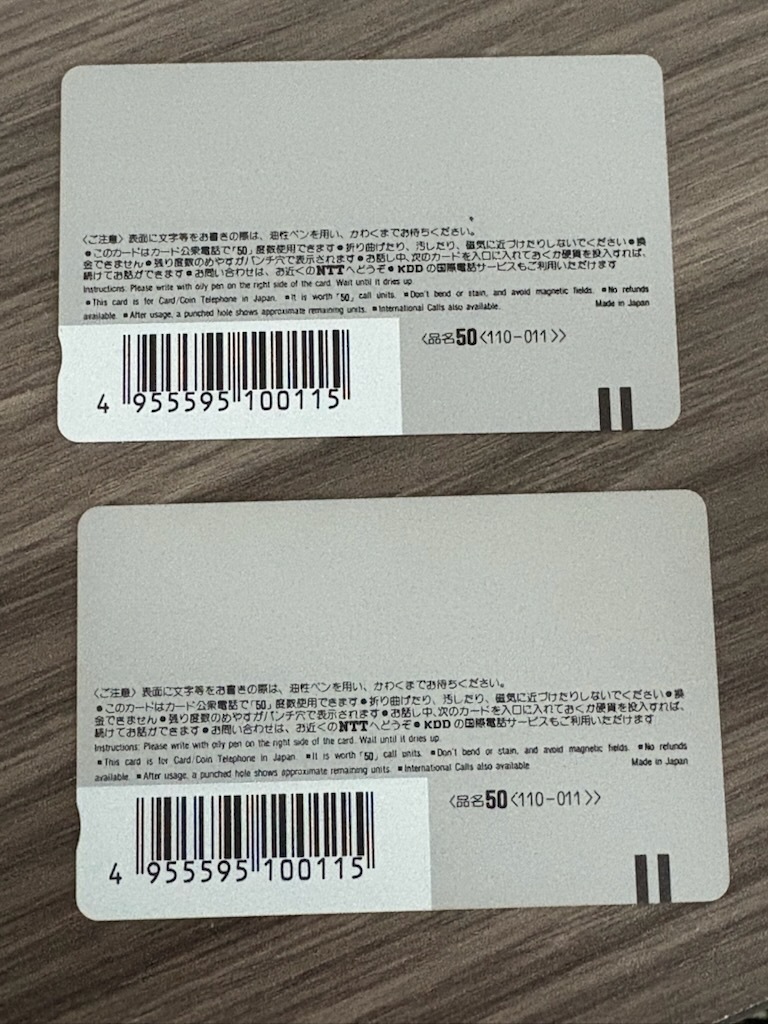 〈ご注意〉表面に文字等をお書きの際は、油性ペンを用い、かわくまでお待ちください。
●このカードはカード公衆電話で「50」度数使用できます●折り曲げたり、汚したり、磁気に近づけたりしないでください●換
金できません●残り度数のめやすがパンチ穴で表示されます●お話し中、次のカードを入口に入れておくか硬貨を投入すれば、
続けてお話ができます●お問い合わせは、お近くのNTTへどうぞ●KDDの国際電話サービスもご利用いただけます
Instructions: Please write with oily pen on the right side of the card. Wait until it dries up.
■This card is for Card/Coin Telephone in Japan. ■It is worth「50」call units. ■Don't bend or stain, and avoid magnetic fields. ■No refunds
available. ■After usage, a punched hole shows approximate remaining units. ■International Calls also available. Made in Japan
〈品名50〈110-011〉〉
4 955595 100115
〈ご注意〉表面に文字等をお書きの際は、油性ペンを用い、かわくまでお待ちください。
●このカードはカード公衆電話で「50」度数使用できます●折り曲げたり、汚したり、磁気に近づけたりしないでください●換
金できません●残り度数のめやすがパンチ穴で表示されます●お話し中、次のカードを入口に入れておくか硬貨を投入すれば、
続けてお話ができます●お問い合わせは、お近くのNTTへどうぞ●KDDの国際電話サービスもご利用いただけます
Instructions: Please write with oily pen on the right side of the card. Wait until it dries up.
■This card is for Card/Coin Telephone in Japan. ■It is worth「50」call units. ■Don't bend or stain, and avoid magnetic fields. ■No refunds
available. ■After usage, a punched hole shows approximate remaining units. ■International Calls also available. Made in Japan
〈品名50〈110-011〉〉
4 955595 100115